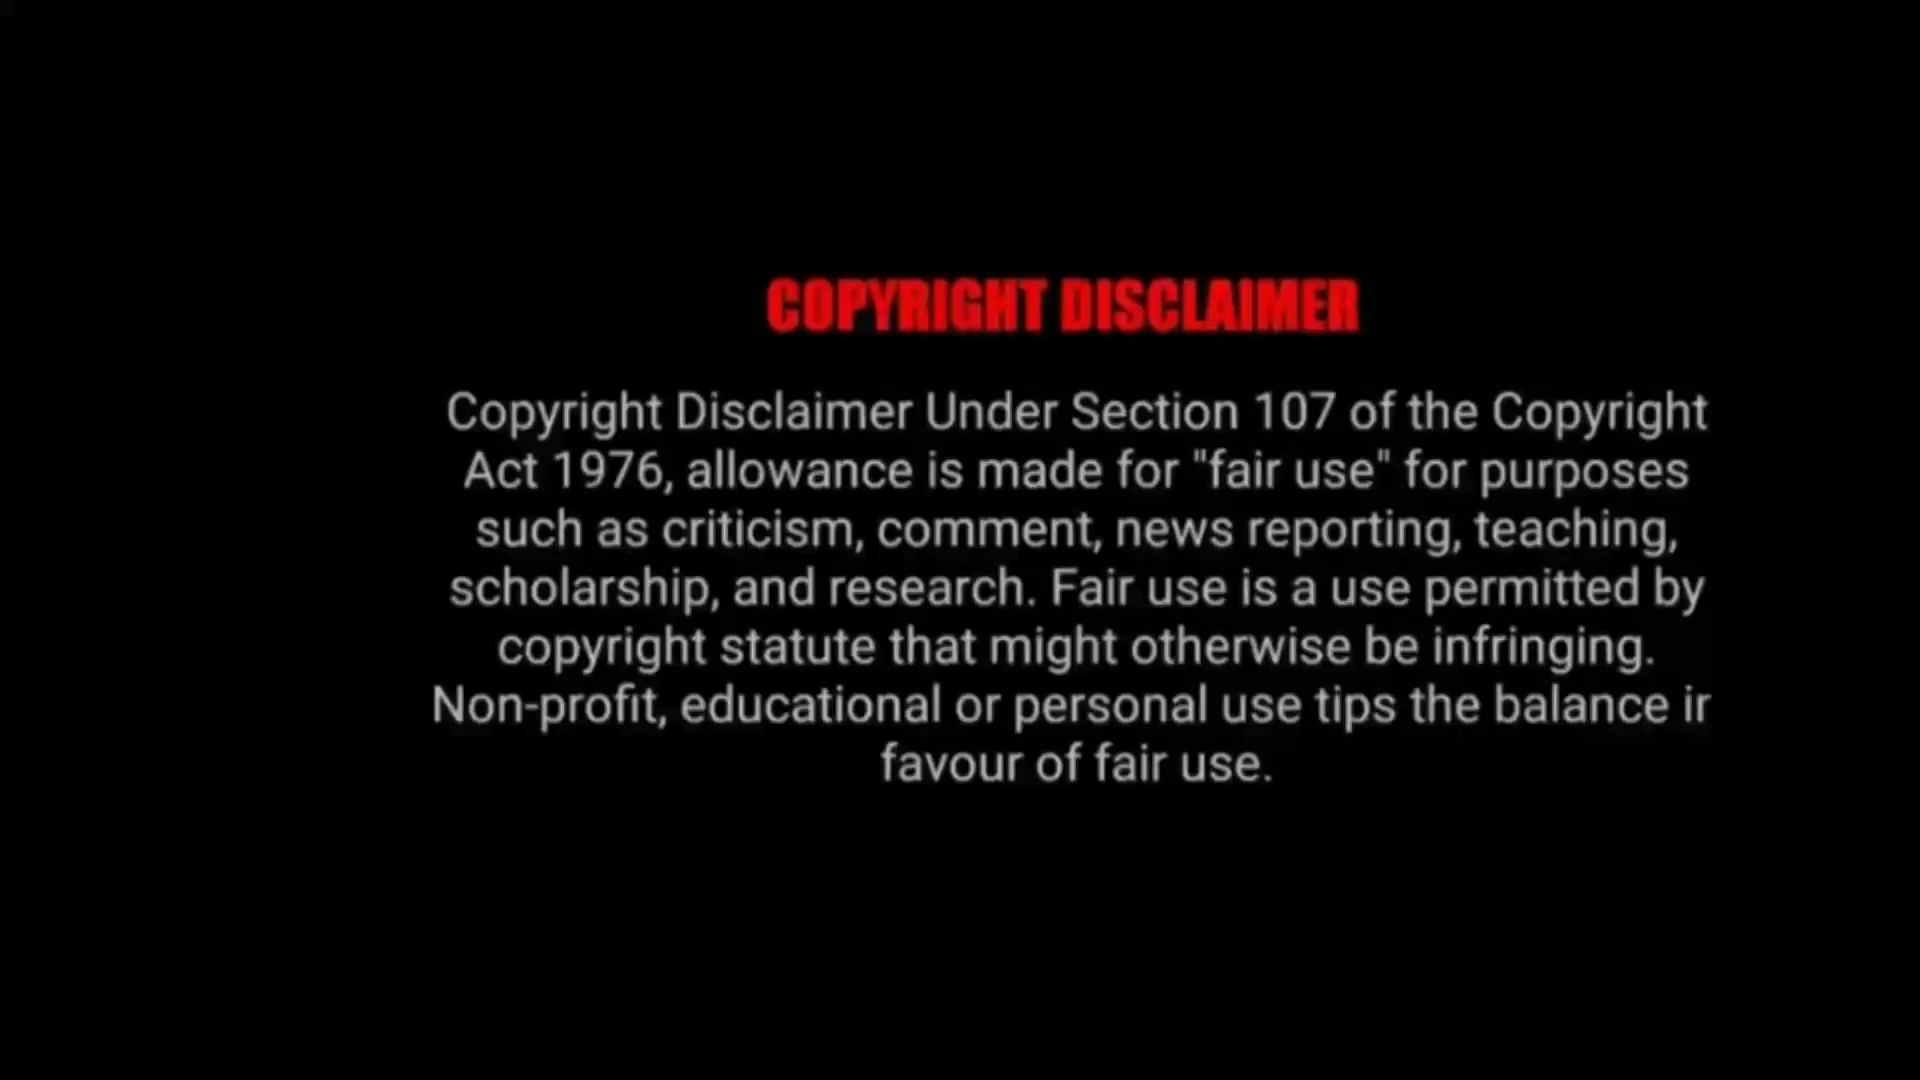 COPYRIGHT DISCLAIMER
Copyright Disclaimer Under Section 107 of the Copyright
Act 1976, allowance is made for "fair use" for purposes
such as criticism, comment, news reporting, teaching,
scholarship, and research. Fair use is a use permitted by
copyright statute that might otherwise be infringing.
Non-profit, educational or personal use tips the balance ir
favour of fair use.